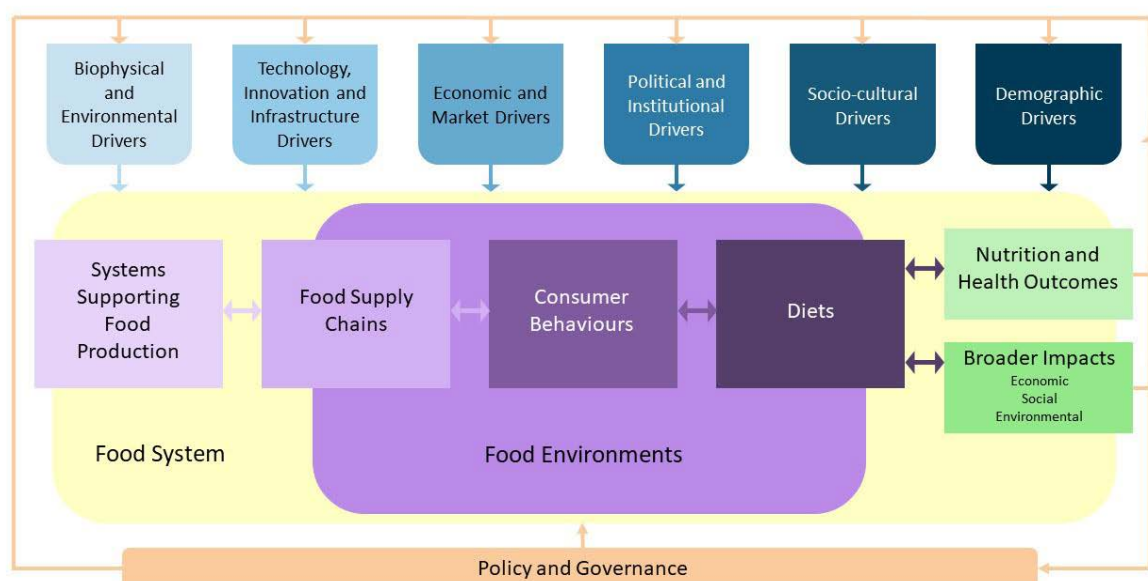 Biophysical
and
Environmental
Drivers
Technology,
Innovation and
Infrastructure
Drivers
Economic and
Market Drivers
Political and
Institutional
Drivers
Socio-cultural
Drivers
Demographic
Drivers
Systems
Supporting
Food
Production
Food Supply
Chains
Consumer
Behaviours
Diets
Nutrition and
Health Outcomes
Broader Impacts
Economic
Social
Environmental
Food System
Food Environments
Policy and Governance